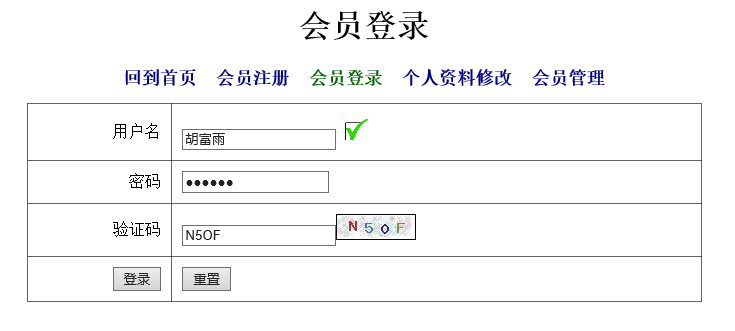 会员登录
回到首页 会员注册 会员登录 个人资料修改 会员管理
用户名 胡富雨
密码 ●●●●●●
验证码 N5OF N5OF
登录 重置